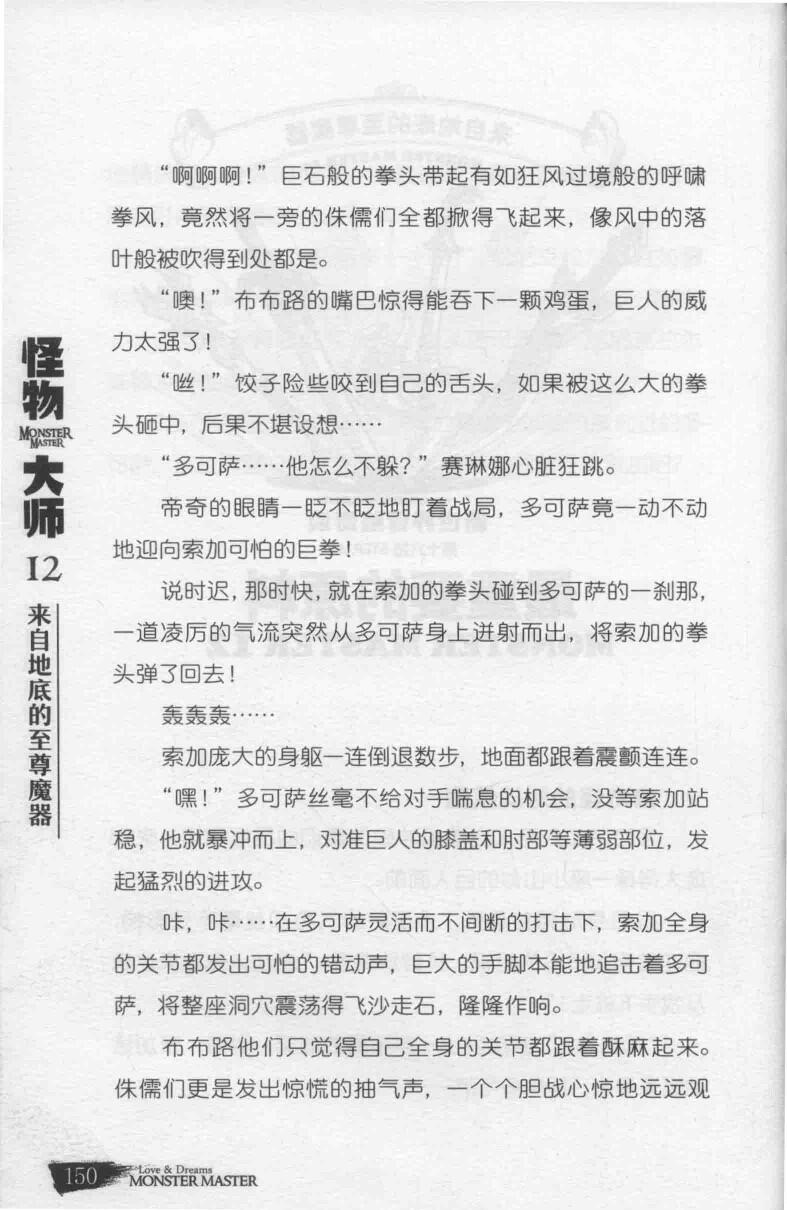 “啊啊啊！”巨石般的拳头带起有如狂风过境般的呼啸
拳风，竟然将一旁的侏儒们全都掀得飞起来，像风中的落
叶般被吹得到处都是。
“噢！”布布路的嘴巴惊得能吞下一颗鸡蛋，巨人的威
力太强了！
“咝！”饺子险些咬到自己的舌头，如果被这么大的拳
头砸中，后果不堪设想……
“多可萨……他怎么不躲？”赛琳娜心脏狂跳。
帝奇的眼睛一眨不眨地盯着战局，多可萨竟一动不动
地迎向索加可怕的巨拳！
说时迟，那时快，就在索加的拳头碰到多可萨的一刹那，
一道凌厉的气流突然从多可萨身上迸射而出，将索加的拳
头弹了回去！
轰轰轰……
索加庞大的身躯一连倒退数步，地面都跟着震颤连连。
“嘿！”多可萨丝毫不给对手喘息的机会，没等索加站
稳，他就暴冲而上，对准巨人的膝盖和肘部等薄弱部位，发
起猛烈的进攻。
咔，咔……在多可萨灵活而不间断的打击下，索加全身
的关节都发出可怕的错动声，巨大的手脚本能地追击着多可
萨，将整座洞穴震荡得飞沙走石，隆隆作响。
布布路他们只觉得自己全身的关节都跟着酥麻起来。
侏儒们更是发出惊慌的抽气声，一个个胆战心惊地远远观
怪物
MONSTER
MASTER
大师
12
来自地底的至尊魔器
150
Love & Dreams
MONSTER MASTER